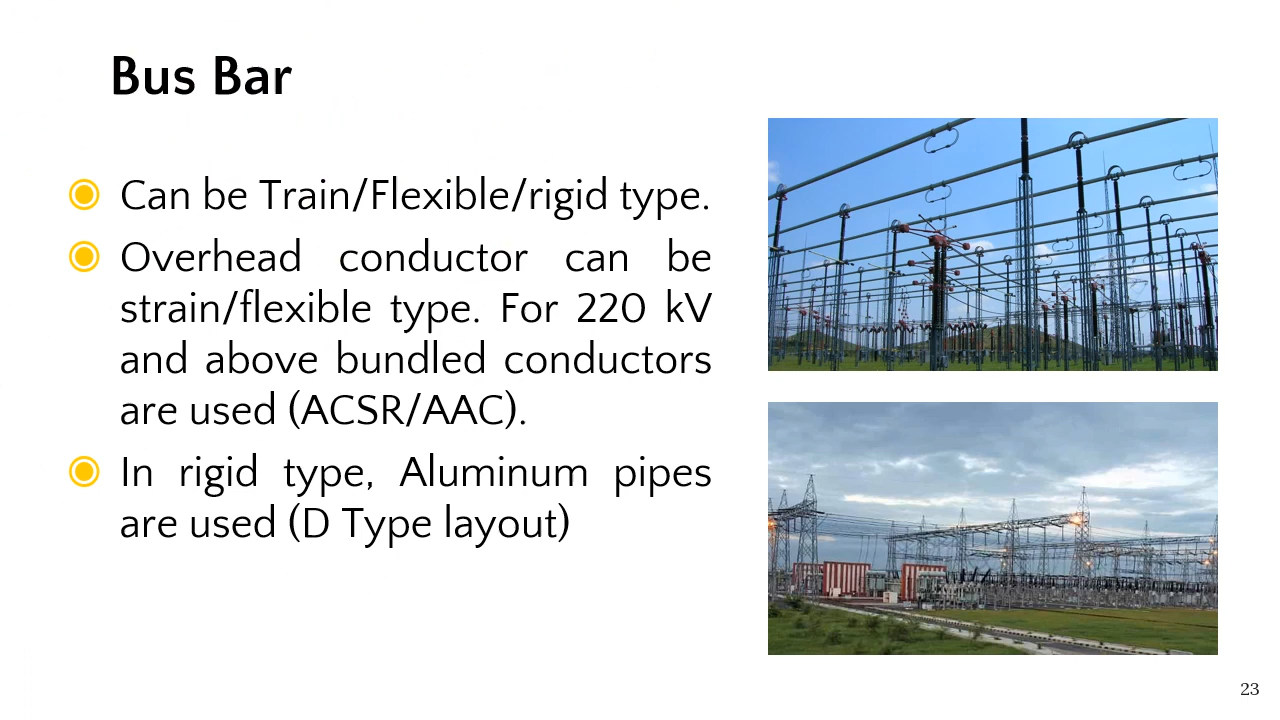 Bus Bar
Can be Train/Flexible/rigid type.
Overhead conductor can be
strain/flexible type. For 220 kV
and above bundled conductors
are used (ACSR/AAC).
In rigid type, Aluminum pipes
are used (D Type layout)
23